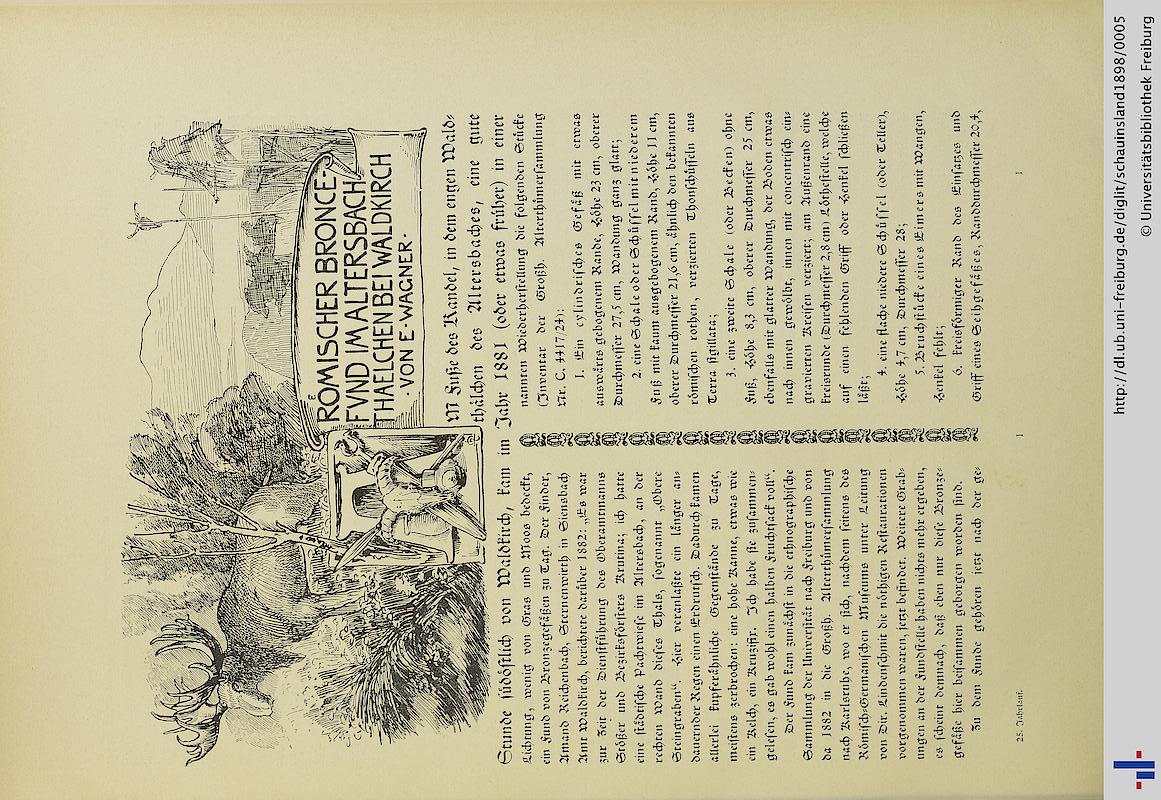 RÖMISCHER BRONCE-
FVND IM ALTERSBACH
THAELCHEN BEI WALDKIRCH
· VON E·WAGNER ·
AM Fuße des Kandel, in dem engen Wald-
thälchen des Altersbaches, eine gute
Stunde südöstlich von Waldkirch, kam im Jahr 1881 (oder etwas früher) in einer
Lichtung, wenig von Gras und Moos bedeckt,
ein Fund von Bronzegefäßen zu Tag. Der Finder,
Amand Reichenbach, Sternenwirth in Siensbach
Amt Waldkirch, berichtete darüber 1882: „Es war
zur Zeit der Dienstführung des Oberamtmanns
Stößer und Bezirksförsters Krutina; ich hatte
eine städtische Pachtwiese im Altersbach, an der
rechten Wand dieses Thals, sogenannt „Obere
Steingraben“. Hier veranlaßte ein länger an-
dauernder Regen einen Erdrutsch. Dadurch kamen
allerlei kupferähnliche Gegenstände zu Tage,
meistens zerbrochen: eine hohe Kanne, etwas wie
ein Kelch, ein Kruzifix. Ich habe sie zusammen-
gelesen, es gab wohl einen halben Fruchtsack voll“.
Der Fund kam zunächst in die ethnographische
Sammlung der Universität nach Freiburg und von
da 1882 in die Großh. Alterthümersammlung
nach Karlsruhe, wo er sich, nachdem seitens des
Römisch-Germanischen Museums unter Leitung
von Dir. Lindenschmit die nöthigen Restaurationen
vorgenommen waren, jetzt befindet. Weitere Grab-
ungen an der Fundstelle haben nichts mehr ergeben,
es scheint demnach, daß eben nur diese Bronze-
gefäße hier beisammen geborgen worden sind.
Zu dem Funde gehören jetzt nach der ge-
nannten Wiederherstellung die folgenden Stücke
(Inventar der Großh. Alterthümersammlung
Nr. C. 4417/24):
1. Ein cylindrisches Gefäß mit etwas
auswärts gebogenem Rande, Höhe 23 cm, oberer
Durchmesser 27,5 cm, Wandung ganz glatt;
2. eine Schale oder Schüssel mit niederem
Fuß mit kaum ausgebogenem Rand, Höhe 11 cm,
oberer Durchmesser 21,6 cm, ähnlich den bekannten
römischen rothen, verzierten Thonschüsseln aus
Terra sigillata;
3. eine zweite Schale (oder Becken) ohne
Fuß, Höhe 8,3 cm, oberer Durchmesser 25 cm,
ebenfalls mit glatter Wandung, der Boden etwas
nach innen gewölbt, innen mit concentrisch ein-
gravierten Kreisen verziert; am Außenrand eine
kreisrunde (Durchmesser 2,8 cm) Löthestelle, welche
auf einen fehlenden Griff oder Henkel schließen
läßt;
4. eine flache niedere Schüssel (oder Teller),
Höhe 4,7 cm, Durchmesser 28;
5. Bruchstücke eines Eimers mit Wangen,
Henkel fehlt;
6. kreisförmiger Rand des Einsatzes und
Griff eines Seihgefäßes, Randdurchmesser 20,4,
25. Jahrlauf.
1
1
http://dl.ub.uni-freiburg.de/diglit/schauinsland1898/0005
© Universitätsbibliothek Freiburg